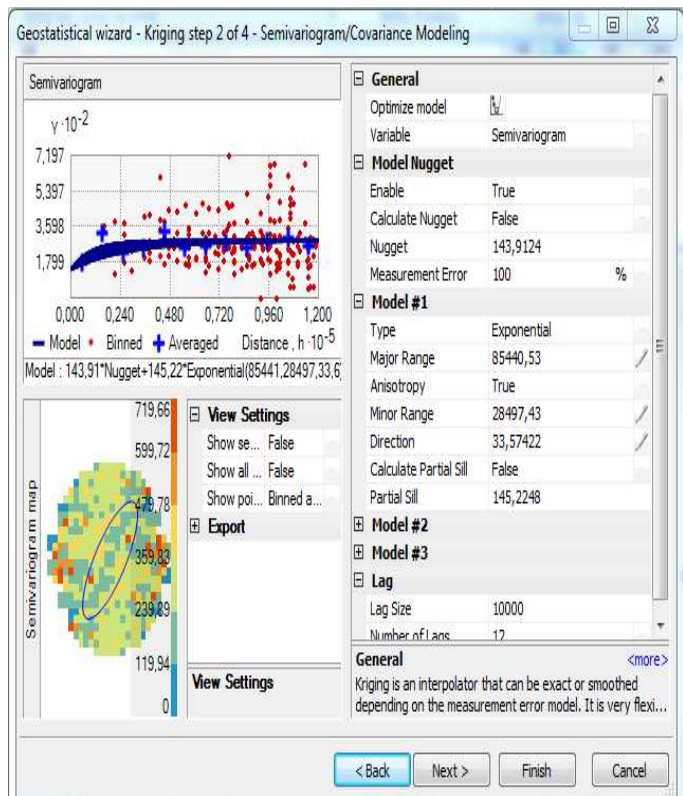 Geostatistical wizard - Kriging step 2 of 4 - Semivariogram/Covariance Modeling
Semivariogram
γ ·10⁻²
7,197
5,397
3,598
1,799
0,000 0,240 0,480 0,720 0,960 1,200
Model Binned Averaged Distance, h ·10⁻⁵
Model : 143,91*Nugget+145,22*Exponential(85441,28497,33,6
Semivariogram map
719,66
599,72
479,78
359,83
239,89
119,94
0
View Settings
Show se... False
Show all ... False
Show poi... Binned a...
Export
View Settings
General
Optimize model
Variable Semivariogram
Model Nugget
Enable True
Calculate Nugget False
Nugget 143,9124
Measurement Error 100 %
Model #1
Type Exponential
Major Range 85440,53
Anisotropy True
Minor Range 28497,43
Direction 33,57422
Calculate Partial Sill False
Partial Sill 145,2248
Model #2
Model #3
Lag
Lag Size 10000
Number of Lags 12
General <more>
Kriging is an interpolator that can be exact or smoothed
depending on the measurement error model. It is very flexi...
< Back Next > Finish Cancel